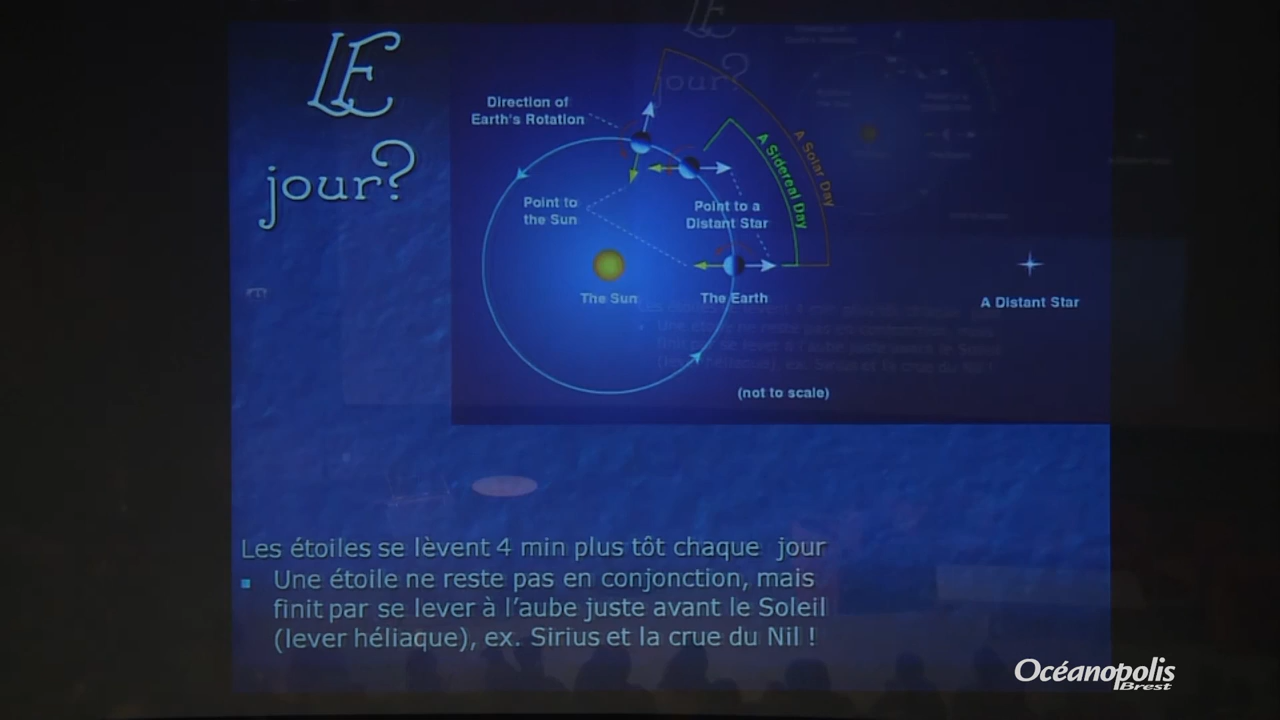 LE
jour?
Direction of
Earth's Rotation
A Solar Day
A Sidereal Day
Point to
the Sun
Point to a
Distant Star
The Sun
The Earth
A Distant Star
(not to scale)
Les étoiles se lèvent 4 min plus tôt chaque jour
Une étoile ne reste pas en conjonction, mais
finit par se lever à l'aube juste avant le Soleil
(lever héliaque), ex. Sirius et la crue du Nil !
Océanopolis
Brest